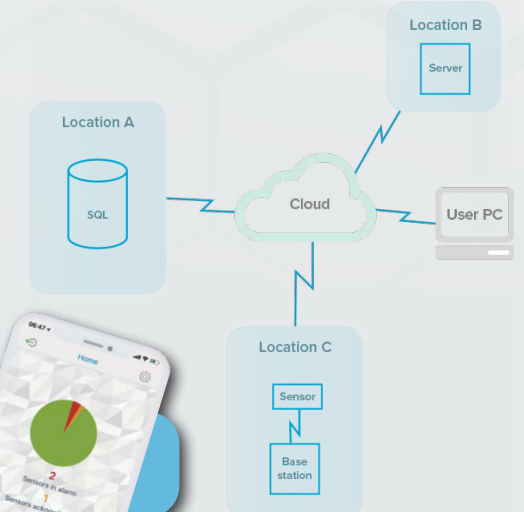 Location B
Server
Location A
SQL
Cloud
User PC
Location C
Sensor
Base
station
06:47
Home
2
Sensors in alarm
1
Sensors